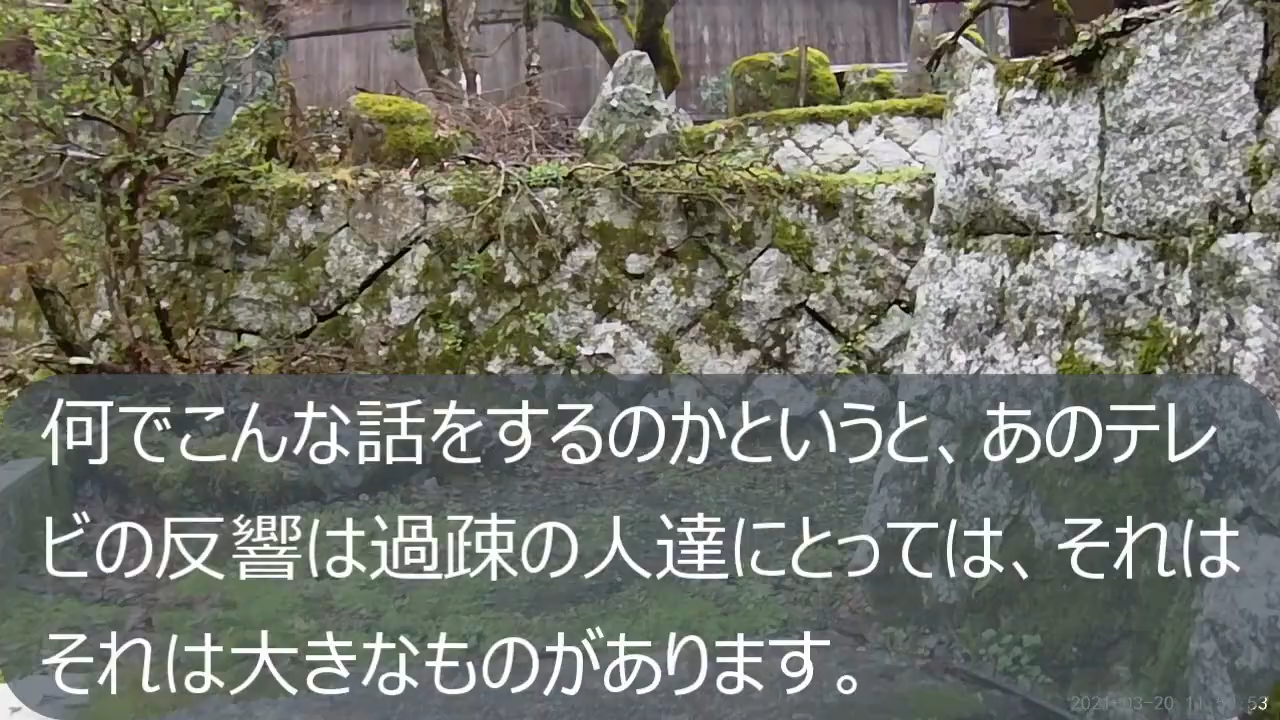 何でこんな話をするのかというと、あのテレ
ビの反響は過疎の人達にとっては、それは
それは大きなものがあります。